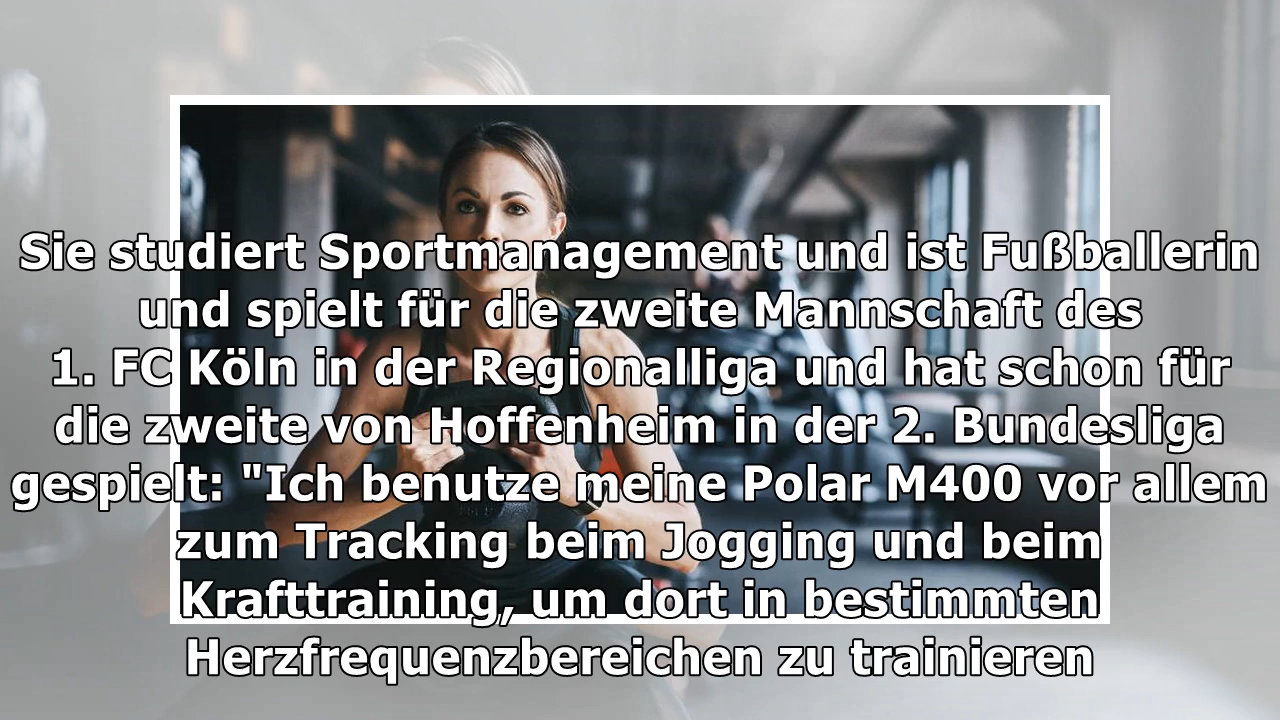 Sie studiert Sportmanagement und ist Fußballerin
und spielt für die zweite Mannschaft des
1. FC Köln in der Regionalliga und hat schon für
die zweite von Hoffenheim in der 2. Bundesliga
gespielt: "Ich benutze meine Polar M400 vor allem
zum Tracking beim Jogging und beim
Krafttraining, um dort in bestimmten
Herzfrequenzbereichen zu trainieren